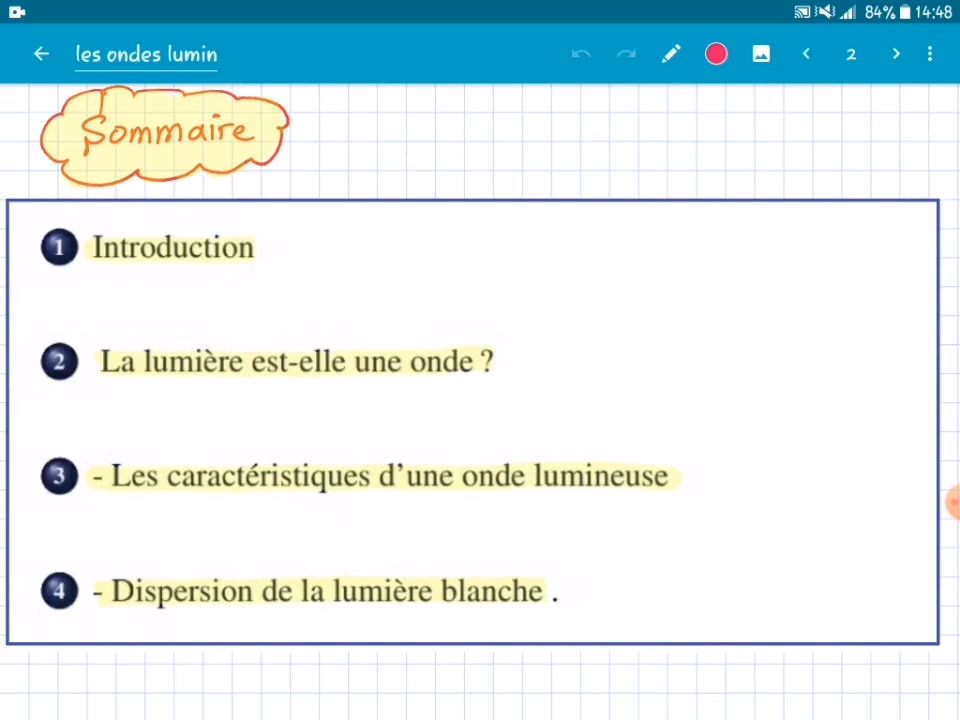 84% 14:48
les ondes lumin
2
Sommaire
1 Introduction
2 La lumière est-elle une onde ?
3 - Les caractéristiques d’une onde lumineuse
4 - Dispersion de la lumière blanche .